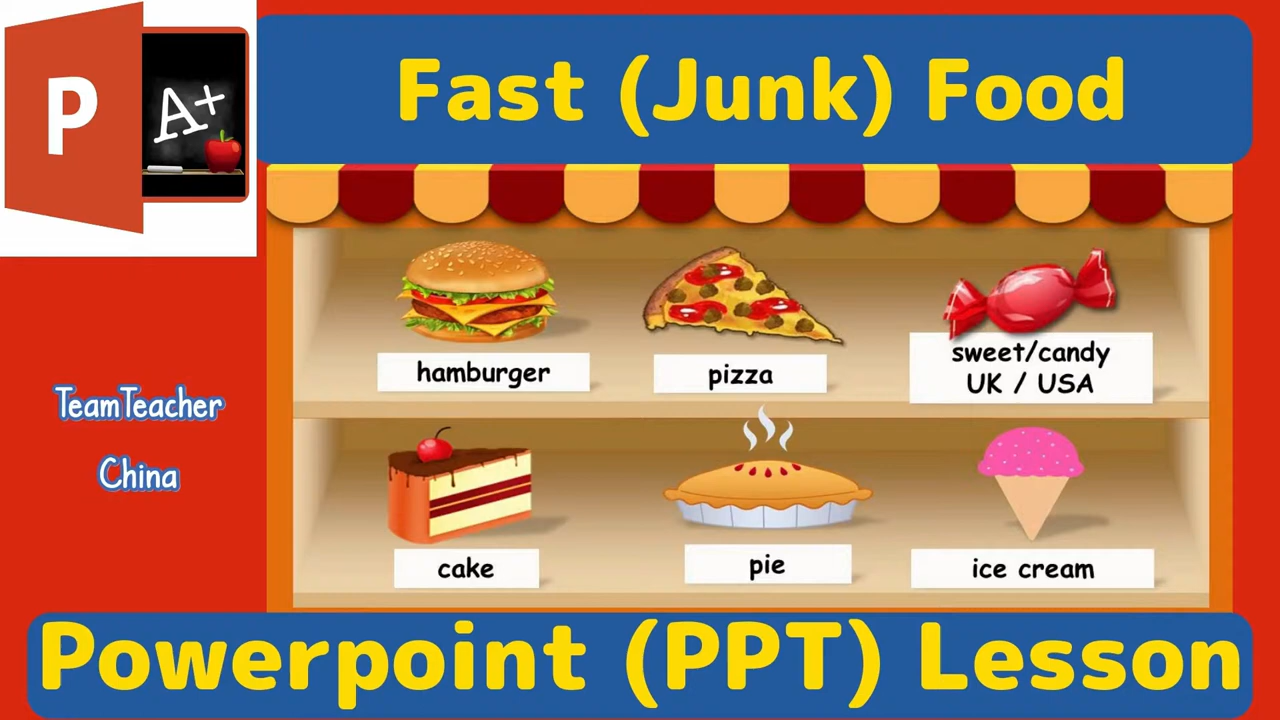 P
A+
Fast (Junk) Food
hamburger
pizza
sweet/candy
UK / USA
TeamTeacher
China
cake
pie
ice cream
Powerpoint (PPT) Lesson